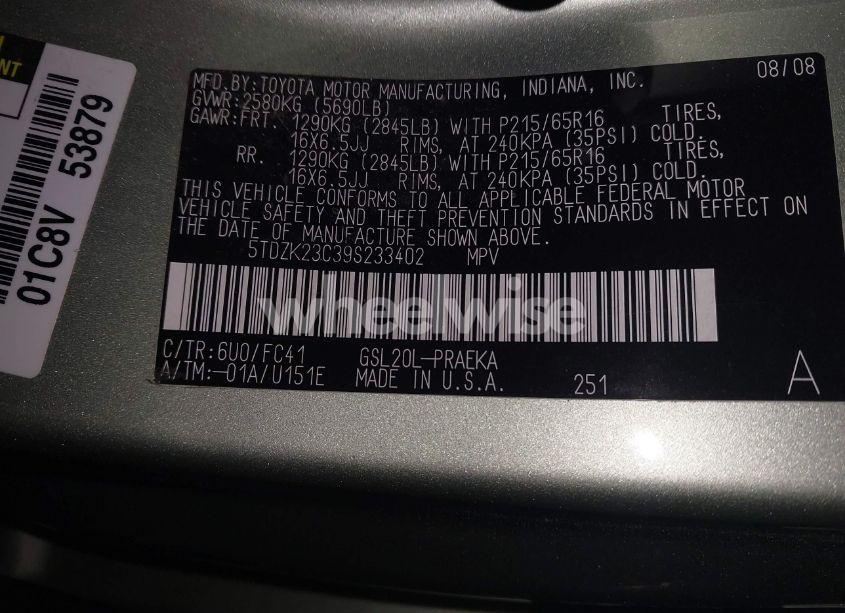 NT
01C8V 53879
MFD. BY: TOYOTA MOTOR MANUFACTURING, INDIANA, INC. 08/08
GVWR: 2580KG (5690LB)
GAWR: FRT. 1290KG (2845LB) WITH P215/65R16 TIRES,
16X6.5JJ RIMS, AT 240KPA (35PSI) COLD.
RR. 1290KG (2845LB) WITH P215/65R16 TIRES,
16X6.5JJ RIMS, AT 240KPA (35PSI) COLD.
THIS VEHICLE CONFORMS TO ALL APPLICABLE FEDERAL MOTOR
VEHICLE SAFETY AND THEFT PREVENTION STANDARDS IN EFFECT ON
THE DATE OF MANUFACTURE SHOWN ABOVE.
5TDZK23C39S233402 MPV
wheelwise
C/TR: 6U0/FC41 GSL20L-PRAEKA
A/TM: -01A/U151E MADE IN U.S.A. 251 A